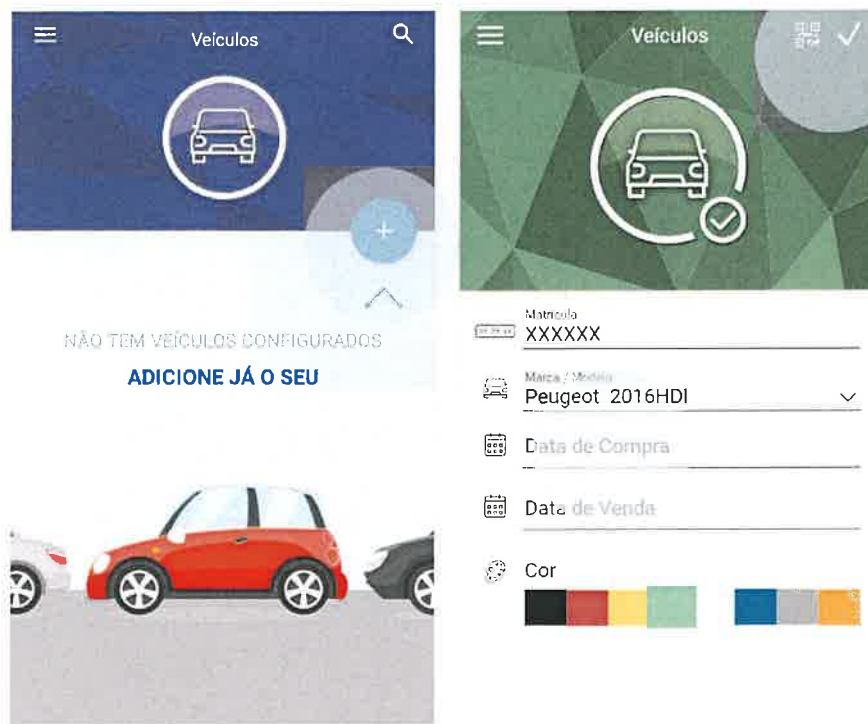 Veículos
NÃO TEM VEÍCULOS CONFIGURADOS
ADICIONE JÁ O SEU
Veículos
Matrícula
XXXXXX
Marca / Modelo
Peugeot 2016HDI
Data de Compra
Data de Venda
Cor